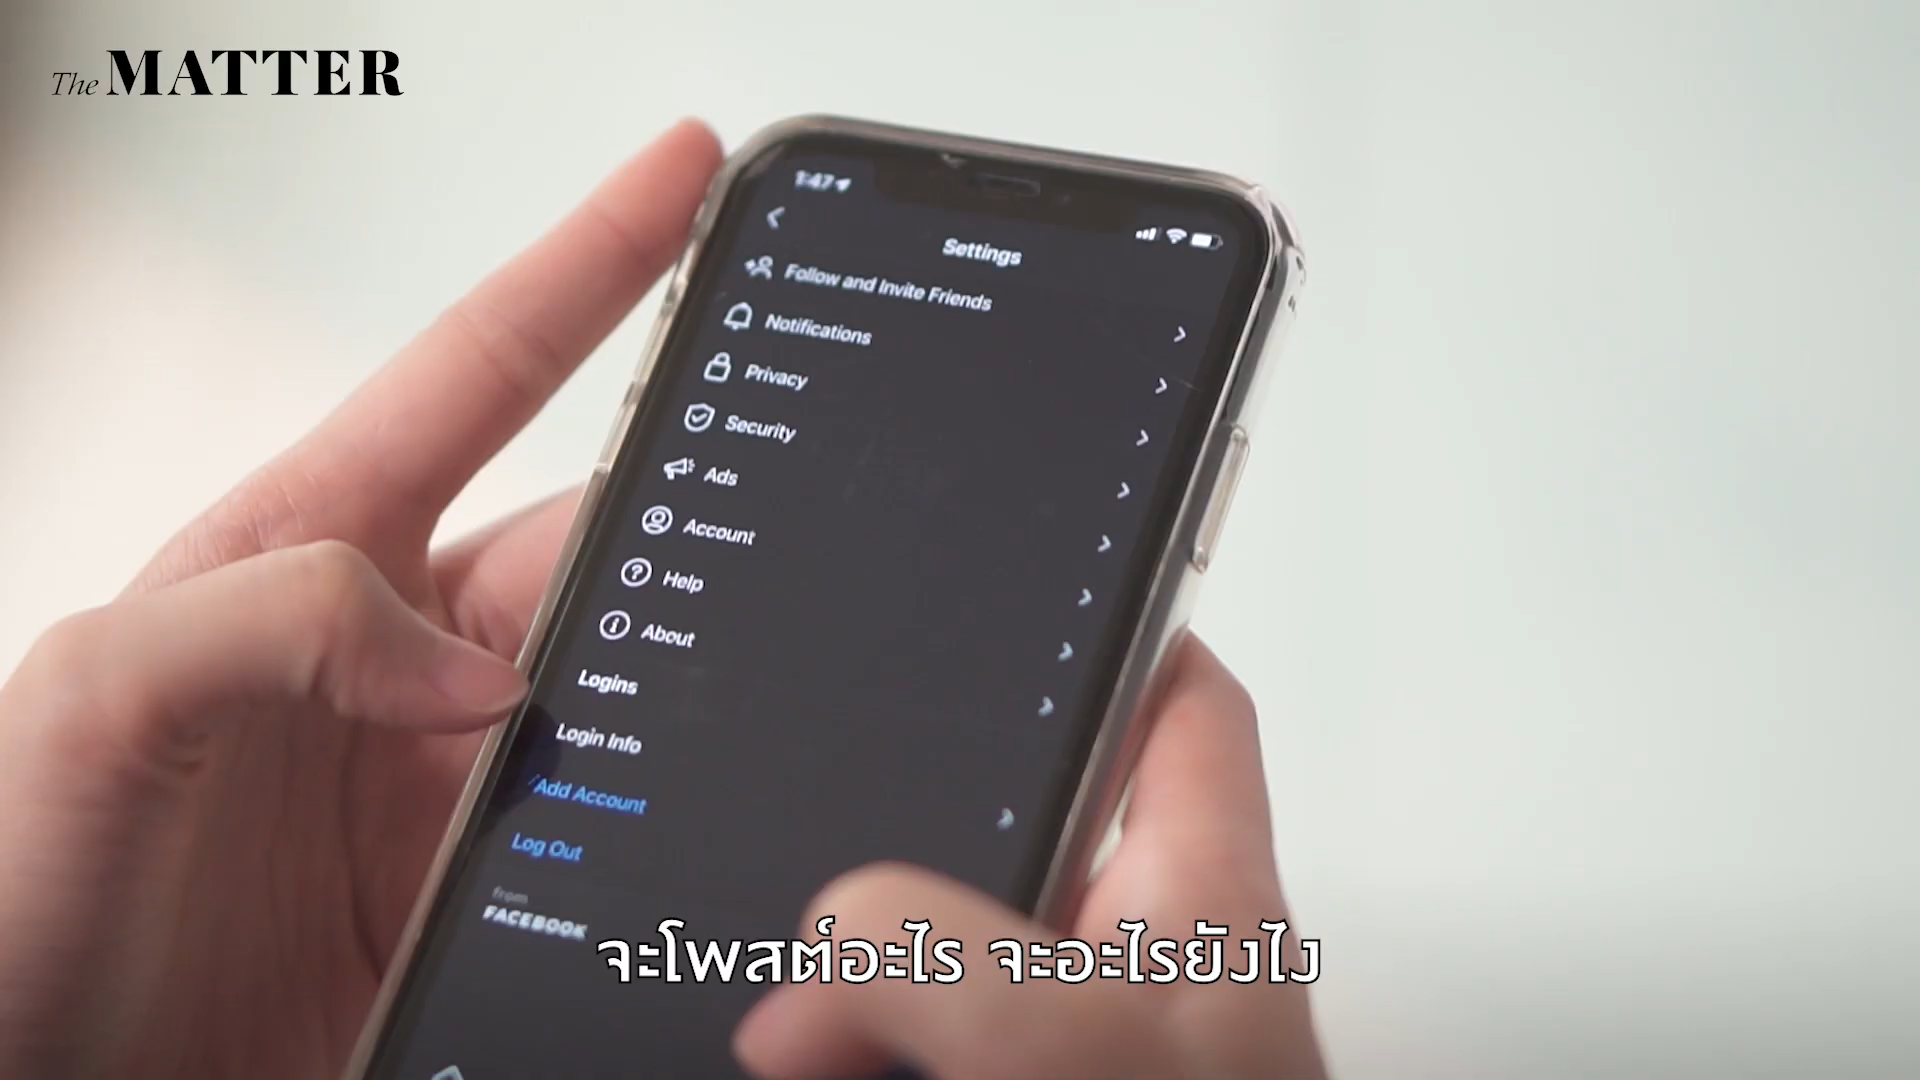 The MATTER
1:47
Settings
Follow and Invite Friends
Notifications
Privacy
Security
Ads
Account
Help
About
Logins
Login Info
Add Account
Log Out
from
FACEBOOK
จะโพสต์อะไร จะอะไรยังไง